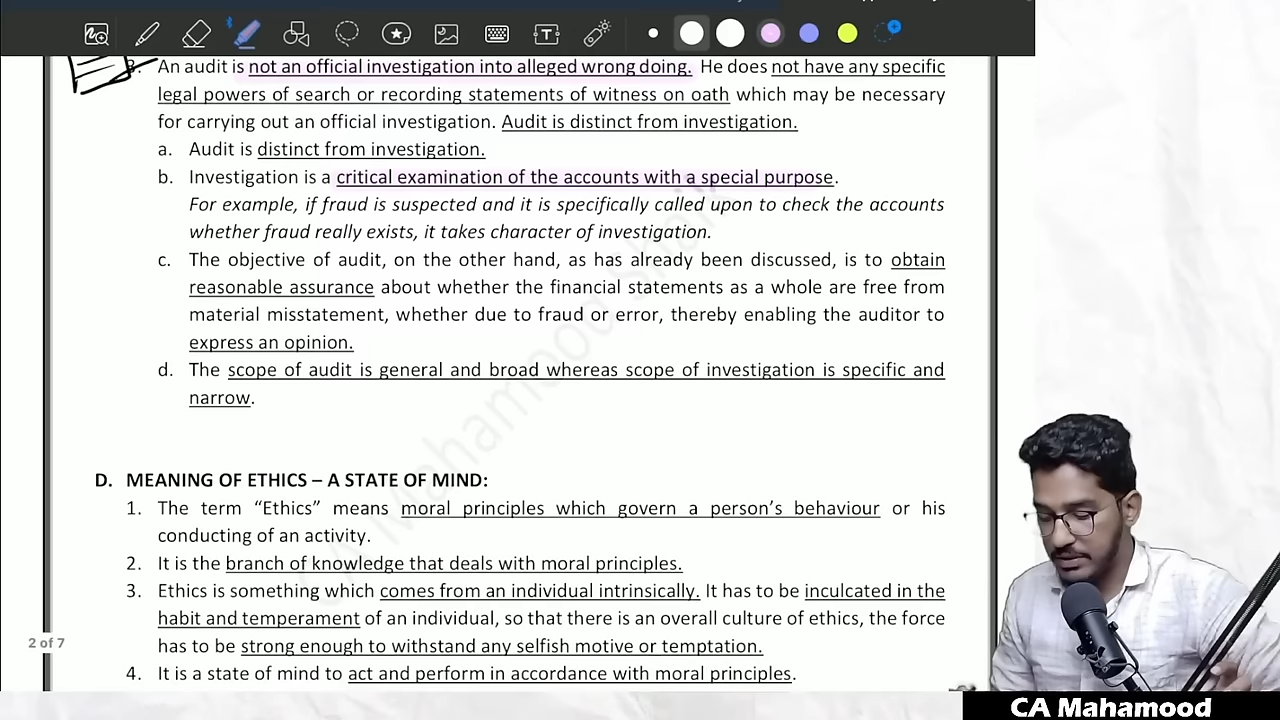 3. An audit is not an official investigation into alleged wrong doing. He does not have any specific
legal powers of search or recording statements of witness on oath which may be necessary
for carrying out an official investigation. Audit is distinct from investigation.
a. Audit is distinct from investigation.
b. Investigation is a critical examination of the accounts with a special purpose.
For example, if fraud is suspected and it is specifically called upon to check the accounts
whether fraud really exists, it takes character of investigation.
c. The objective of audit, on the other hand, as has already been discussed, is to obtain
reasonable assurance about whether the financial statements as a whole are free from
material misstatement, whether due to fraud or error, thereby enabling the auditor to
express an opinion.
d. The scope of audit is general and broad whereas scope of investigation is specific and
narrow.
D. MEANING OF ETHICS – A STATE OF MIND:
1. The term “Ethics” means moral principles which govern a person’s behaviour or his
conducting of an activity.
2. It is the branch of knowledge that deals with moral principles.
3. Ethics is something which comes from an individual intrinsically. It has to be inculcated in the
habit and temperament of an individual, so that there is an overall culture of ethics, the force
has to be strong enough to withstand any selfish motive or temptation.
2 of 7
4. It is a state of mind to act and perform in accordance with moral principles.
CA Mahamood